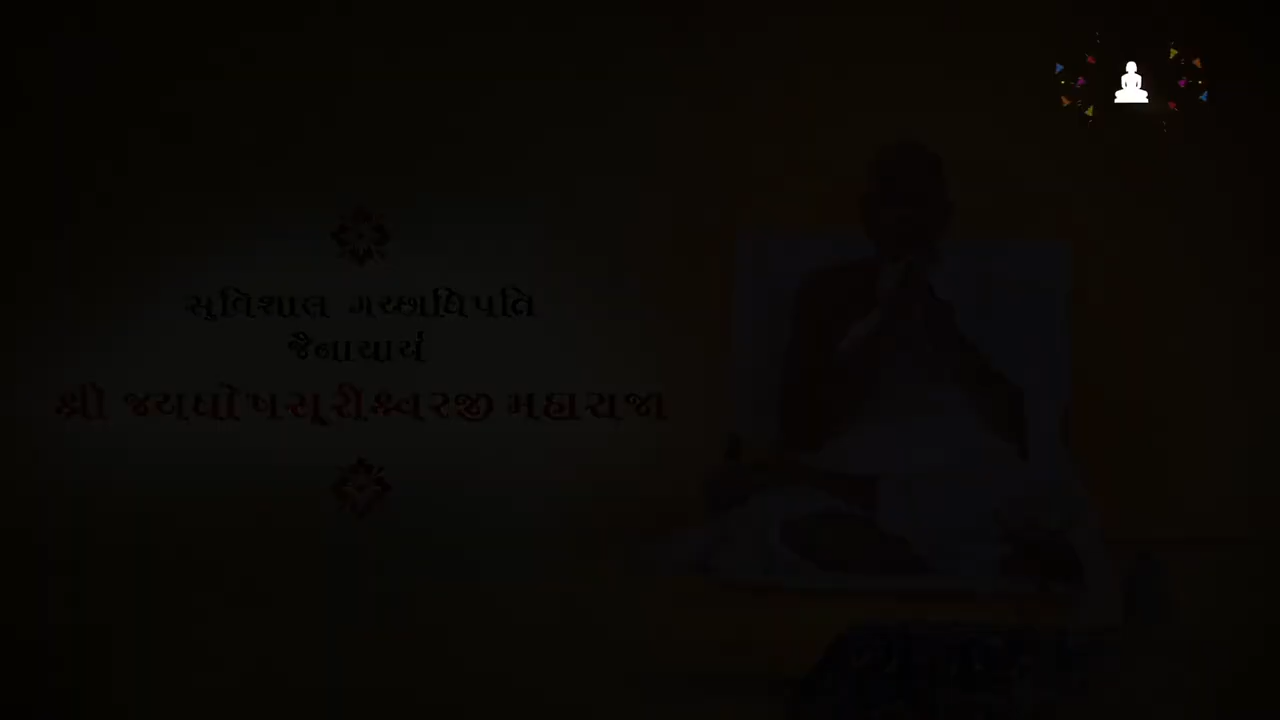 સુવિશાલ ગચ્છાધિપતિ
જૈનાચાર્ય
શ્રી જયઘોષસૂરીશ્વરજી મહારાજા